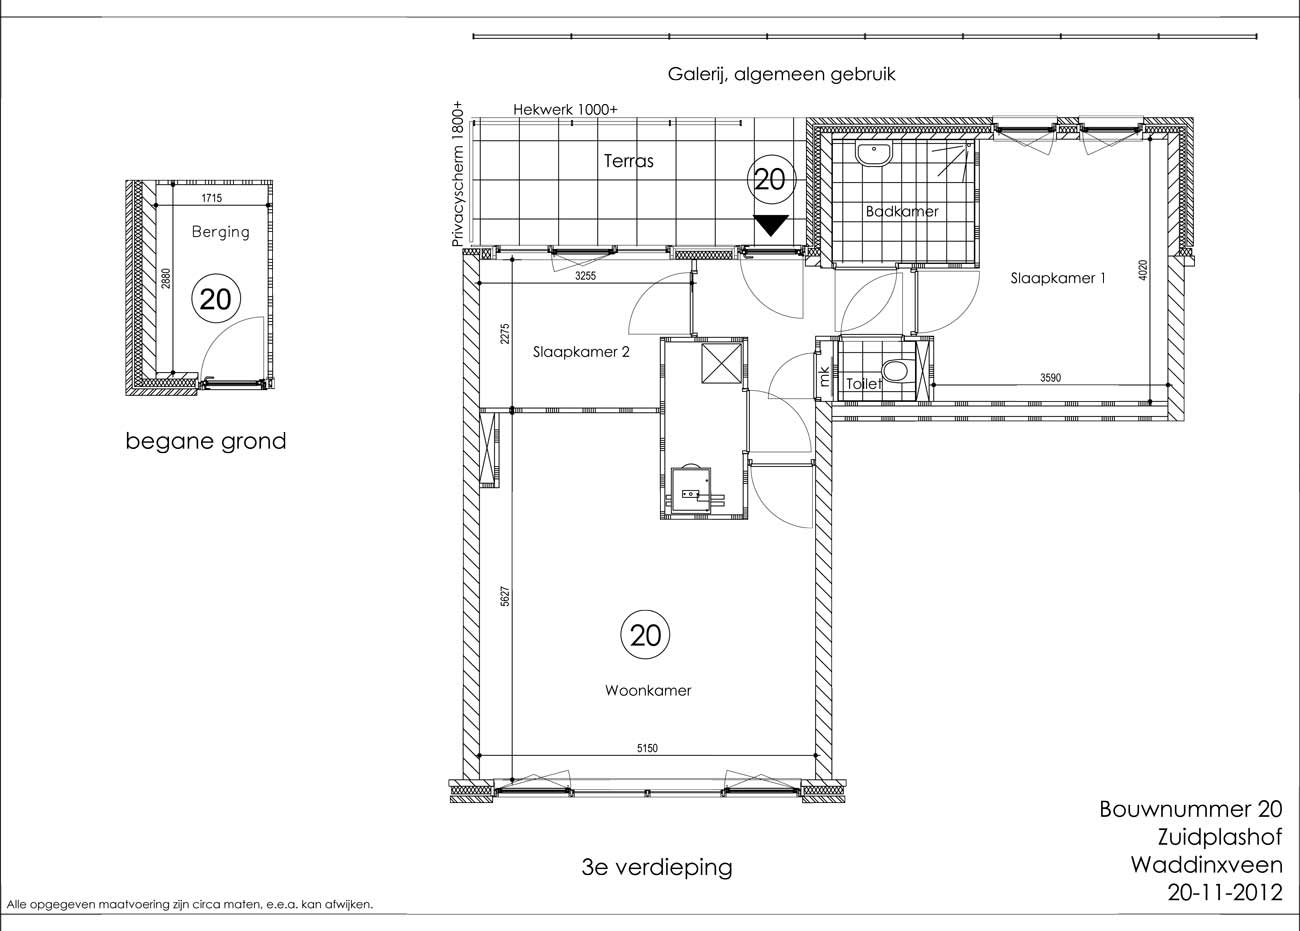 Galerij, algemeen gebruik
Hekwerk 1000+
Privacyscherm 1800+
Terras
20
Badkamer
Slaapkamer 1
4020
3590
3255
2275
Slaapkamer 2
mk
Toilet
5627
20
Woonkamer
5150
1715
Berging
2880
20
begane grond
3e verdieping
Bouwnummer 20
Zuidplashof
Waddinxveen
20-11-2012
Alle opgegeven maatvoering zijn circa maten, e.e.a. kan afwijken.